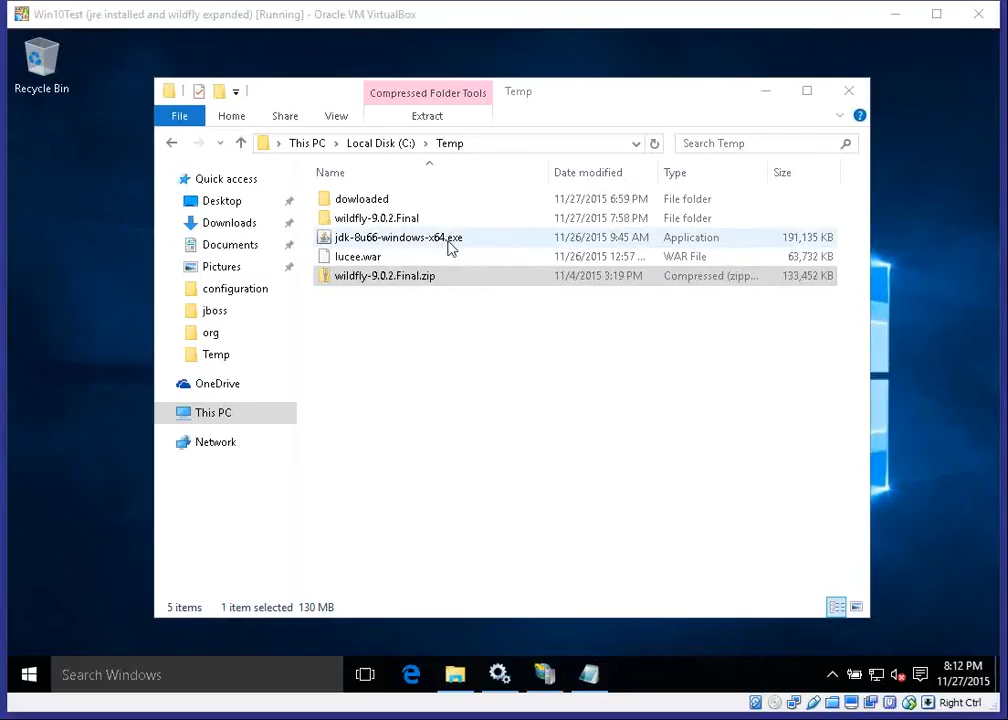 Win10Test (jre installed and wildfly expanded) [Running] - Oracle VM VirtualBox
Recycle Bin
Compressed Folder Tools
Temp
File
Home
Share
View
Extract
This PC
Local Disk (C:)
Temp
Search Temp
Name
Date modified
Type
Size
Quick access
Desktop
Downloads
Documents
Pictures
configuration
jboss
org
Temp
OneDrive
This PC
Network
dowloaded 11/27/2015 6:59 PM File folder
wildfly-9.0.2.Final 11/27/2015 7:58 PM File folder
jdk-8u66-windows-x64.exe 11/26/2015 9:45 AM Application 191,135 KB
lucee.war 11/26/2015 12:57 ... WAR File 63,732 KB
wildfly-9.0.2.Final.zip 11/4/2015 3:19 PM Compressed (zipp... 133,452 KB
5 items 1 item selected 130 MB
Search Windows
8:12 PM
11/27/2015
Right Ctrl